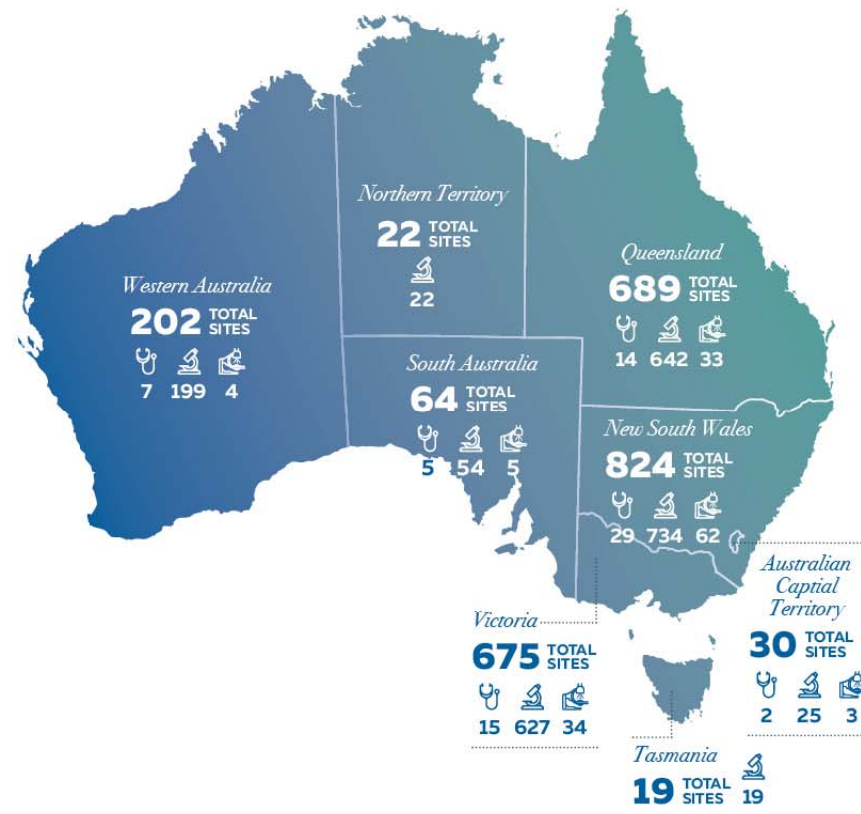 Northern Territory
22 TOTAL SITES
22
Queensland
689 TOTAL SITES
14 642 33
Western Australia
202 TOTAL SITES
7 199 4
South Australia
64 TOTAL SITES
5 54 5
New South Wales
824 TOTAL SITES
29 734 62
Australian
Captial
Territory
30 TOTAL SITES
2 25 3
Victoria
675 TOTAL SITES
15 627 34
Tasmania
19 TOTAL SITES 19